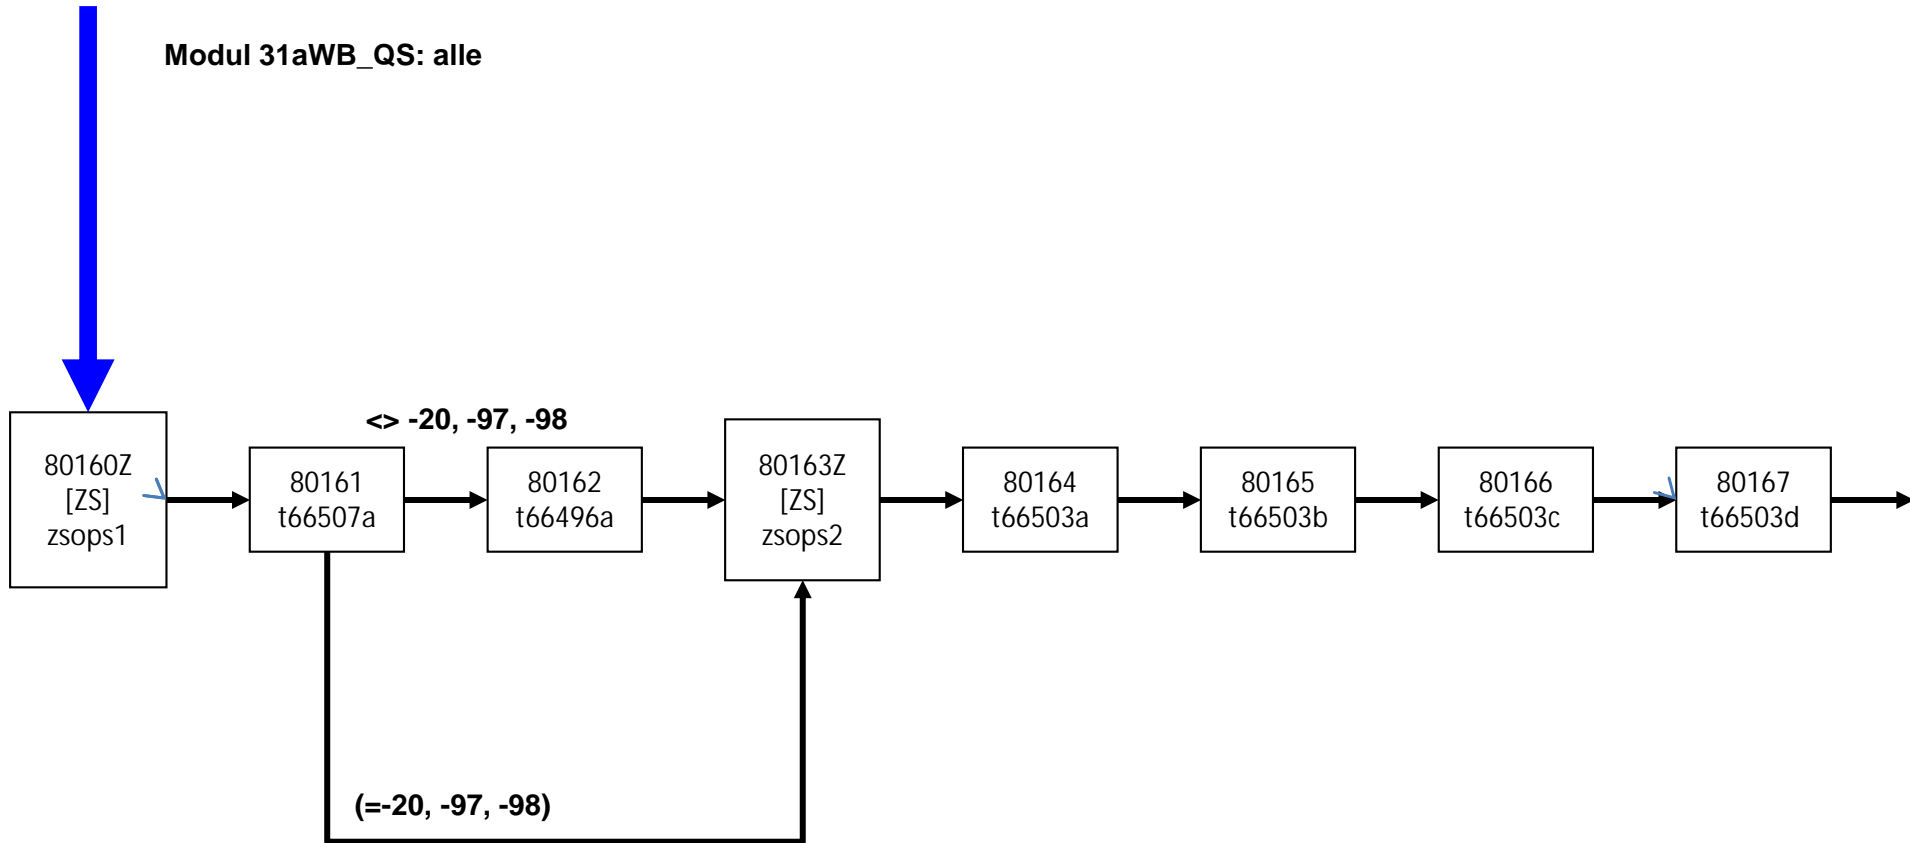 Modul 31aWB_QS: alle
<> -20, -97, -98
80160Z
[ZS]
zsops1
80161
t66507a
80162
t66496a
80163Z
[ZS]
zsops2
80164
t66503a
80165
t66503b
80166
t66503c
80167
t66503d
(=-20, -97, -98)